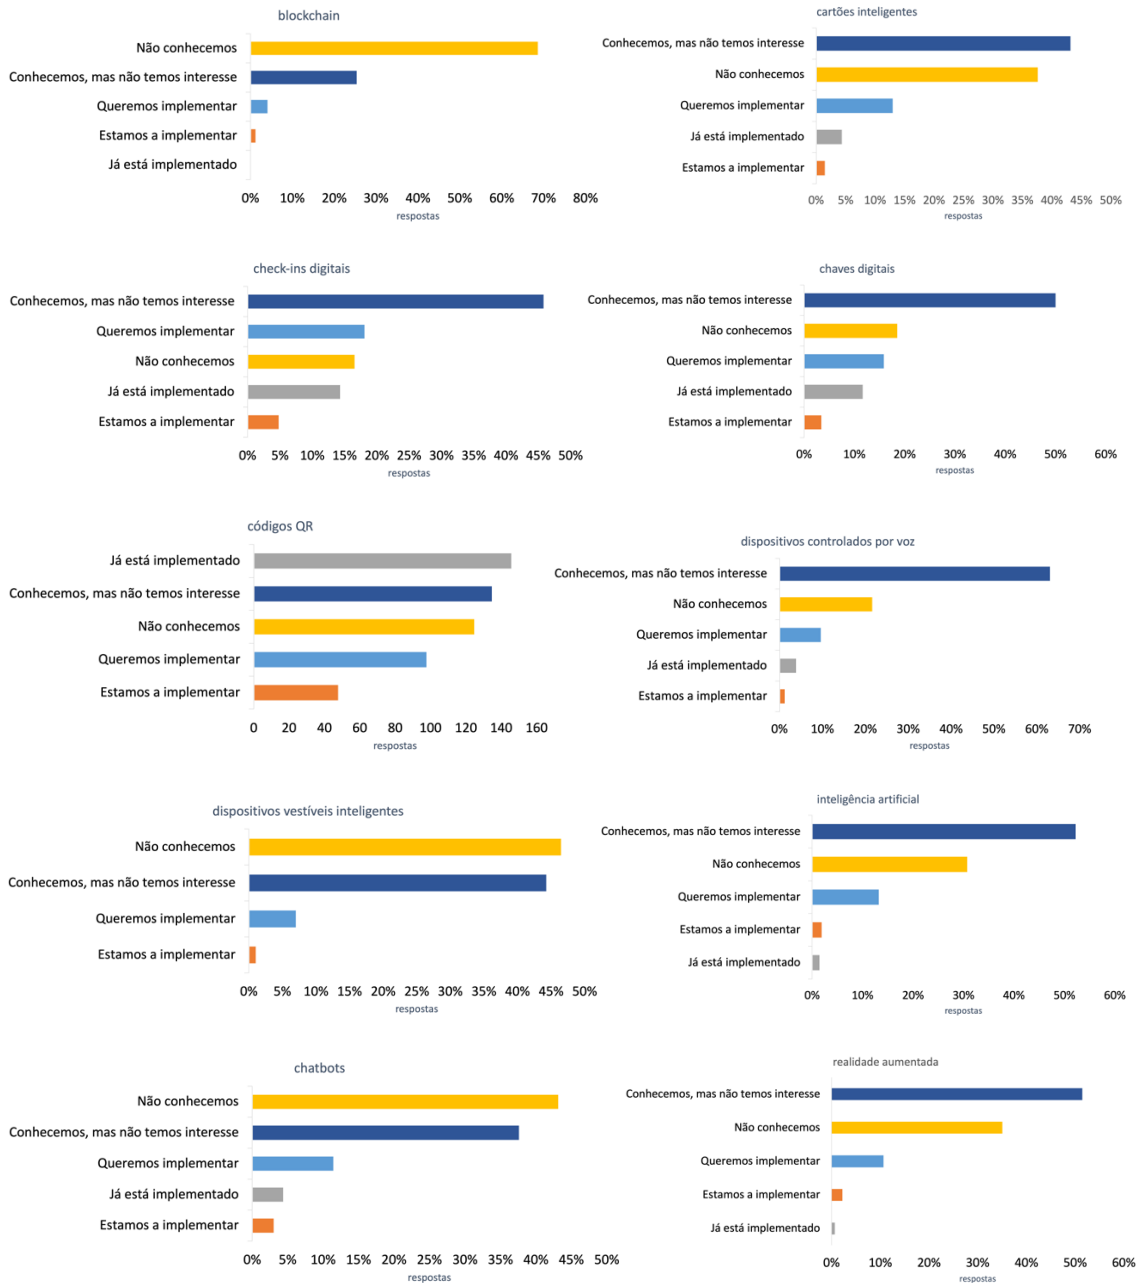 blockchain
Não conhecemos
Conhecemos, mas não temos interesse
Queremos implementar
Estamos a implementar
Já está implementado
0% 10% 20% 30% 40% 50% 60% 70% 80%
respostas
cartões inteligentes
Conhecemos, mas não temos interesse
Não conhecemos
Queremos implementar
Já está implementado
Estamos a implementar
0% 5% 10% 15% 20% 25% 30% 35% 40% 45% 50%
respostas
check-ins digitais
Conhecemos, mas não temos interesse
Queremos implementar
Não conhecemos
Já está implementado
Estamos a implementar
0% 5% 10% 15% 20% 25% 30% 35% 40% 45% 50%
respostas
chaves digitais
Conhecemos, mas não temos interesse
Não conhecemos
Queremos implementar
Já está implementado
Estamos a implementar
0% 10% 20% 30% 40% 50% 60%
respostas
códigos QR
Já está implementado
Conhecemos, mas não temos interesse
Não conhecemos
Queremos implementar
Estamos a implementar
0 20 40 60 80 100 120 140 160
respostas
dispositivos controlados por voz
Conhecemos, mas não temos interesse
Não conhecemos
Queremos implementar
Já está implementado
Estamos a implementar
0% 10% 20% 30% 40% 50% 60% 70%
respostas
dispositivos vestíveis inteligentes
Não conhecemos
Conhecemos, mas não temos interesse
Queremos implementar
Estamos a implementar
0% 5% 10% 15% 20% 25% 30% 35% 40% 45% 50%
respostas
inteligência artificial
Conhecemos, mas não temos interesse
Não conhecemos
Queremos implementar
Estamos a implementar
Já está implementado
0% 10% 20% 30% 40% 50% 60%
respostas
chatbots
Não conhecemos
Conhecemos, mas não temos interesse
Queremos implementar
Já está implementado
Estamos a implementar
0% 5% 10% 15% 20% 25% 30% 35% 40% 45% 50%
respostas
realidade aumentada
Conhecemos, mas não temos interesse
Não conhecemos
Queremos implementar
Estamos a implementar
Já está implementado
0% 10% 20% 30% 40% 50% 60%
respostas